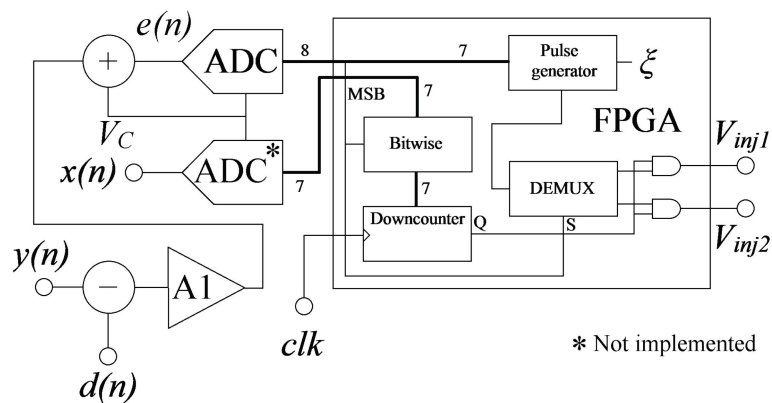 e(n)
ADC
8
7
Pulse
generator
ξ
+
MSB
7
FPGA
V_C
ADC*
7
Bitwise
V_inj1
x(n)
7
DEMUX
Downcounter
Q
S
V_inj2
y(n)
−
A1
clk
* Not implemented
d(n)